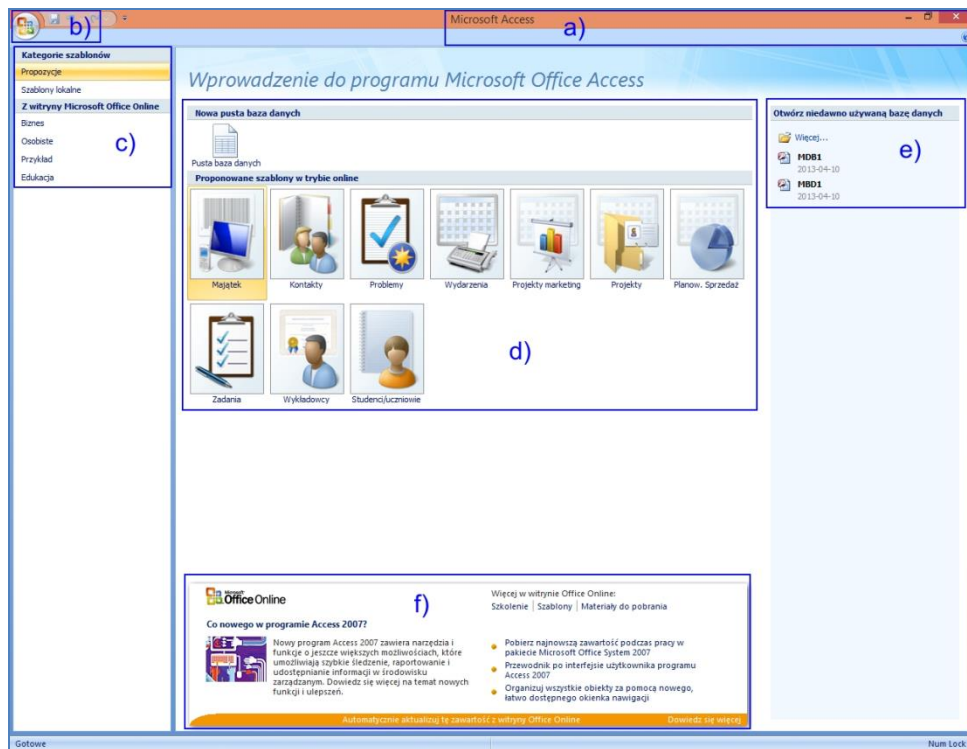 b)
Microsoft Access
a)
Kategorie szablonów
Propozycje
Szablony lokalne
Z witryny Microsoft Office Online
Biznes
Osobiste
Przykład
Edukacja
c)
Wprowadzenie do programu Microsoft Office Access
Nowa pusta baza danych
Pusta baza danych
Proponowane szablony w trybie online
Majątek
Kontakty
Problemy
Wydarzenia
Projekty marketing
Projekty
Planow. Sprzedaż
d)
Zadania
Wykładowcy
Studenci/uczniowie
Otwórz niedawno używaną bazę danych
Więcej...
e)
MDB1
2013-04-10
MBD1
2013-04-10
f)
Microsoft
Office Online
Więcej w witrynie Office Online:
Szkolenie | Szablony | Materiały do pobrania
Co nowego w programie Access 2007?
Nowy program Access 2007 zawiera narzędzia i
funkcje o jeszcze większych możliwościach, które
umożliwiają szybkie śledzenie, raportowanie i
udostępnianie informacji w środowisku
zarządzanym. Dowiedz się więcej na temat nowych
funkcji i ulepszeń.
Pobierz najnowszą zawartość podczas pracy w
pakiecie Microsoft Office System 2007
Przewodnik po interfejsie użytkownika programu
Access 2007
Organizuj wszystkie obiekty za pomocą nowego,
łatwo dostępnego okienka nawigacji
Automatycznie aktualizuj tę zawartość z witryny Office Online
Dowiedz się więcej
Gotowe
Num Lock